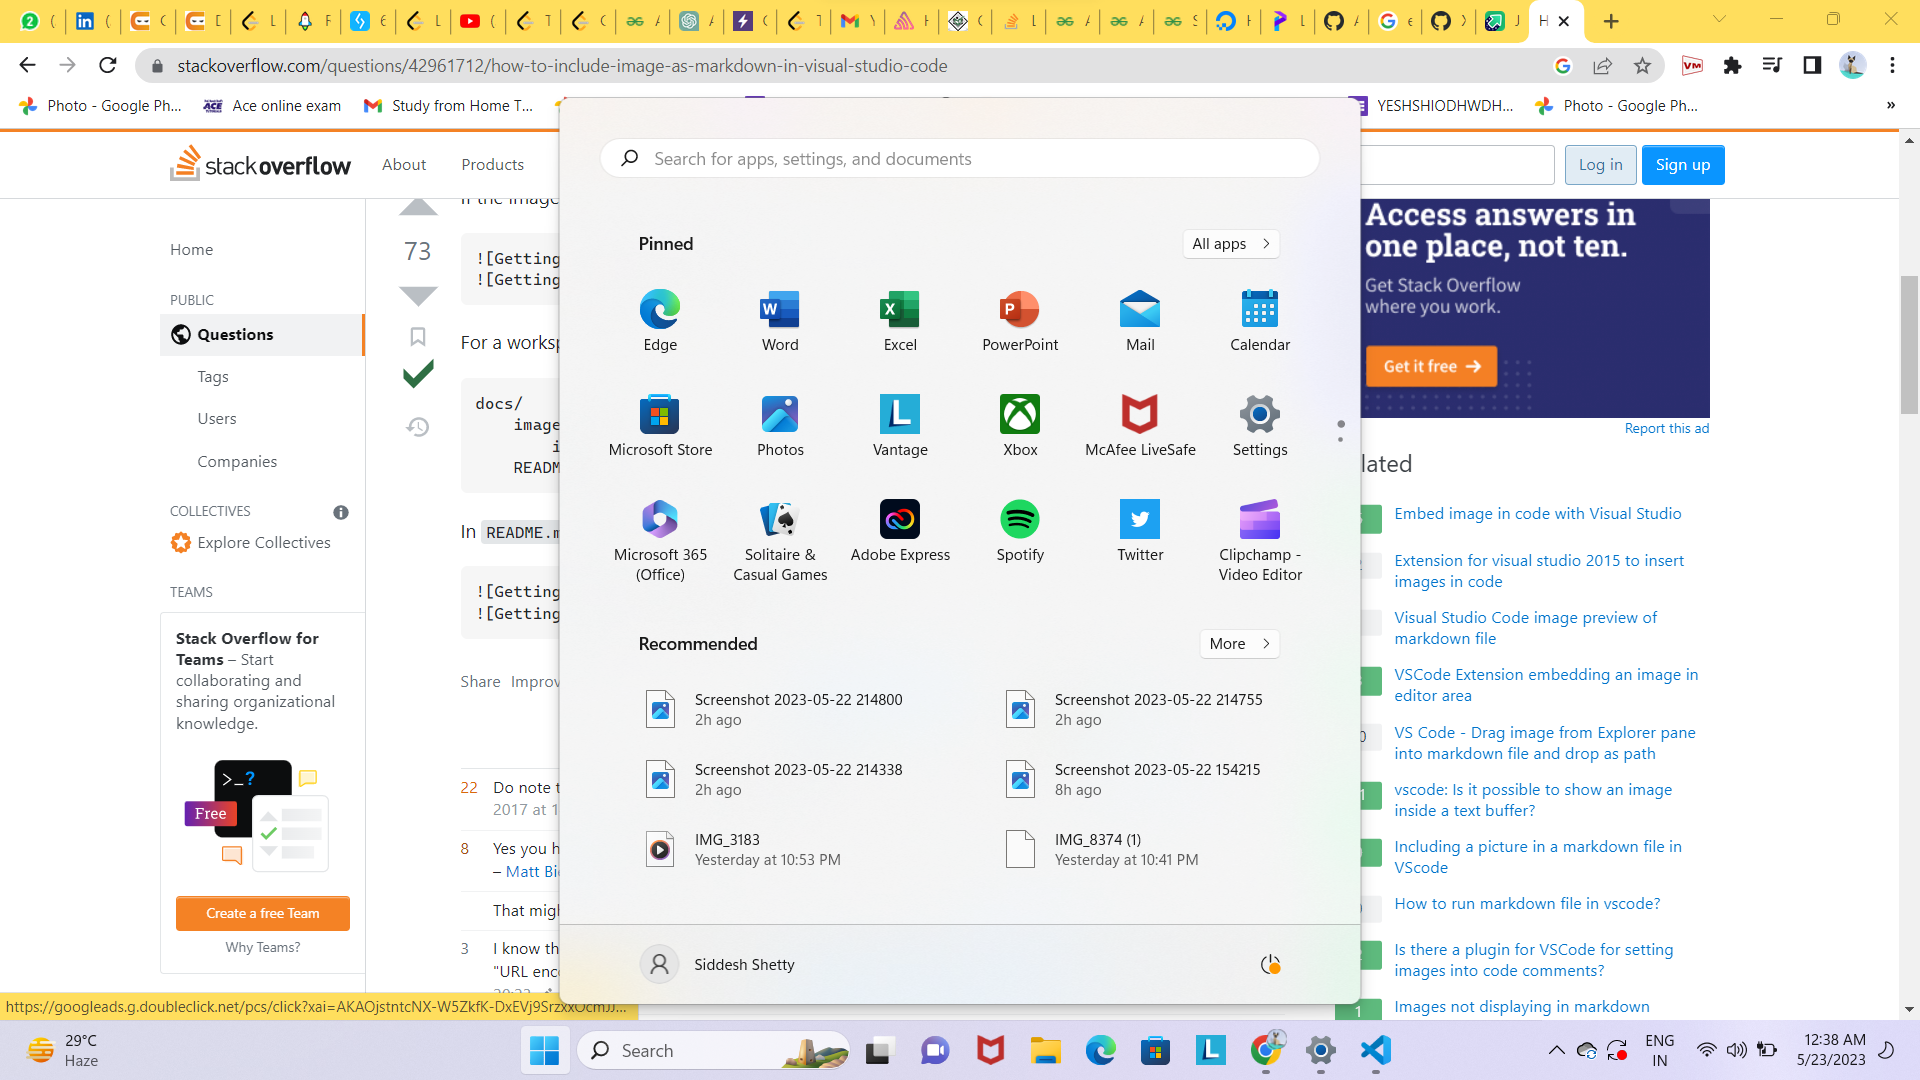 stackoverflow.com/questions/42961712/how-to-include-image-as-markdown-in-visual-studio-code
Photo - Google Ph...
Ace online exam
Study from Home T...
YESHSHIODHWDH...
Photo - Google Ph...
»
stack overflow
About
Products
Log in
Sign up
Home
PUBLIC
Questions
Tags
Users
Companies
COLLECTIVES
Explore Collectives
TEAMS
Stack Overflow for
Teams – Start
collaborating and
sharing organizational
knowledge.
>_?
Free
Create a free Team
Why Teams?
If the image
73
![Getting
![Getting
For a worksp
docs/
image
i
README
In README.m
![Getting
![Getting
Share Improv
22 Do note t
2017 at 1
8 Yes you h
– Matt Bi
That migh
3 I know th
"URL enc
Search for apps, settings, and documents
Pinned
All apps
Edge
Word
Excel
PowerPoint
Mail
Calendar
Microsoft Store
Photos
Vantage
Xbox
McAfee LiveSafe
Settings
Microsoft 365
(Office)
Solitaire &
Casual Games
Adobe Express
Spotify
Twitter
Clipchamp -
Video Editor
Recommended
More
Screenshot 2023-05-22 214800
2h ago
Screenshot 2023-05-22 214755
2h ago
Screenshot 2023-05-22 214338
2h ago
Screenshot 2023-05-22 154215
8h ago
IMG_3183
Yesterday at 10:53 PM
IMG_8374 (1)
Yesterday at 10:41 PM
Siddesh Shetty
Access answers in
one place, not ten.
Get Stack Overflow
where you work.
Get it free →
Report this ad
lated
Embed image in code with Visual Studio
Extension for visual studio 2015 to insert
images in code
Visual Studio Code image preview of
markdown file
VSCode Extension embedding an image in
editor area
VS Code - Drag image from Explorer pane
into markdown file and drop as path
vscode: Is it possible to show an image
inside a text buffer?
Including a picture in a markdown file in
VScode
How to run markdown file in vscode?
Is there a plugin for VSCode for setting
images into code comments?
1 Images not displaying in markdown
29°C
Haze
Search
ENG
IN
12:38 AM
5/23/2023